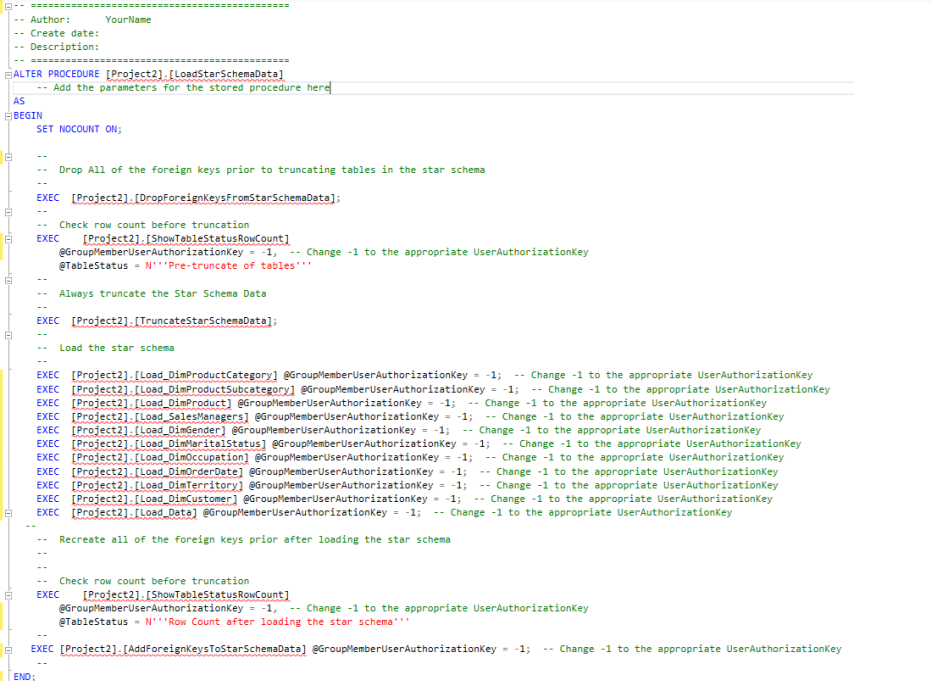 -- =============================================
-- Author:      YourName
-- Create date:
-- Description:
-- =============================================
ALTER PROCEDURE [Project2].[LoadStarSchemaData]
    -- Add the parameters for the stored procedure here
AS
BEGIN
    SET NOCOUNT ON;
    --
    --  Drop All of the foreign keys prior to truncating tables in the star schema
    --
    EXEC  [Project2].[DropForeignKeysFromStarSchemaData];
    --
    --  Check row count before truncation
    EXEC    [Project2].[ShowTableStatusRowCount]
        @GroupMemberUserAuthorizationKey = -1,  -- Change -1 to the appropriate UserAuthorizationKey
        @TableStatus = N'''Pre-truncate of tables'''
    --
    --  Always truncate the Star Schema Data
    --
    EXEC  [Project2].[TruncateStarSchemaData];
    --
    --  Load the star schema
    --
    EXEC  [Project2].[Load_DimProductCategory] @GroupMemberUserAuthorizationKey = -1;  -- Change -1 to the appropriate UserAuthorizationKey
    EXEC  [Project2].[Load_DimProductSubcategory] @GroupMemberUserAuthorizationKey = -1;  -- Change -1 to the appropriate UserAuthorizationKey
    EXEC  [Project2].[Load_DimProduct] @GroupMemberUserAuthorizationKey = -1;  -- Change -1 to the appropriate UserAuthorizationKey
    EXEC  [Project2].[Load_SalesManagers] @GroupMemberUserAuthorizationKey = -1;  -- Change -1 to the appropriate UserAuthorizationKey
    EXEC  [Project2].[Load_DimGender] @GroupMemberUserAuthorizationKey = -1;  -- Change -1 to the appropriate UserAuthorizationKey
    EXEC  [Project2].[Load_DimMaritalStatus] @GroupMemberUserAuthorizationKey = -1;  -- Change -1 to the appropriate UserAuthorizationKey
    EXEC  [Project2].[Load_DimOccupation] @GroupMemberUserAuthorizationKey = -1;  -- Change -1 to the appropriate UserAuthorizationKey
    EXEC  [Project2].[Load_DimOrderDate] @GroupMemberUserAuthorizationKey = -1;  -- Change -1 to the appropriate UserAuthorizationKey
    EXEC  [Project2].[Load_DimTerritory] @GroupMemberUserAuthorizationKey = -1;  -- Change -1 to the appropriate UserAuthorizationKey
    EXEC  [Project2].[Load_DimCustomer] @GroupMemberUserAuthorizationKey = -1;  -- Change -1 to the appropriate UserAuthorizationKey
    EXEC  [Project2].[Load_Data] @GroupMemberUserAuthorizationKey = -1;  -- Change -1 to the appropriate UserAuthorizationKey
  --
    --  Recreate all of the foreign keys prior after loading the star schema
    --
    --
    --  Check row count before truncation
    EXEC    [Project2].[ShowTableStatusRowCount]
        @GroupMemberUserAuthorizationKey = -1,  -- Change -1 to the appropriate UserAuthorizationKey
        @TableStatus = N'''Row Count after loading the star schema'''
    --
   EXEC [Project2].[AddForeignKeysToStarSchemaData] @GroupMemberUserAuthorizationKey = -1;  -- Change -1 to the appropriate UserAuthorizationKey
    --
END;